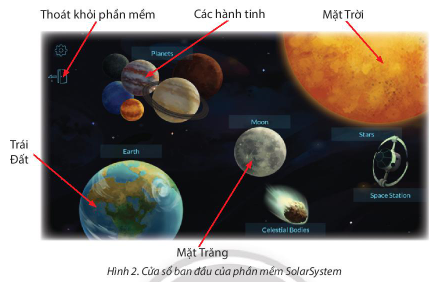 Thoát khỏi phần mềm
Các hành tinh
Mặt Trời
Planets
Moon
Stars
Trái
Đất
Earth
Space Station
Celestial Bodies
Mặt Trăng
Hình 2. Cửa sổ ban đầu của phần mềm SolarSystem